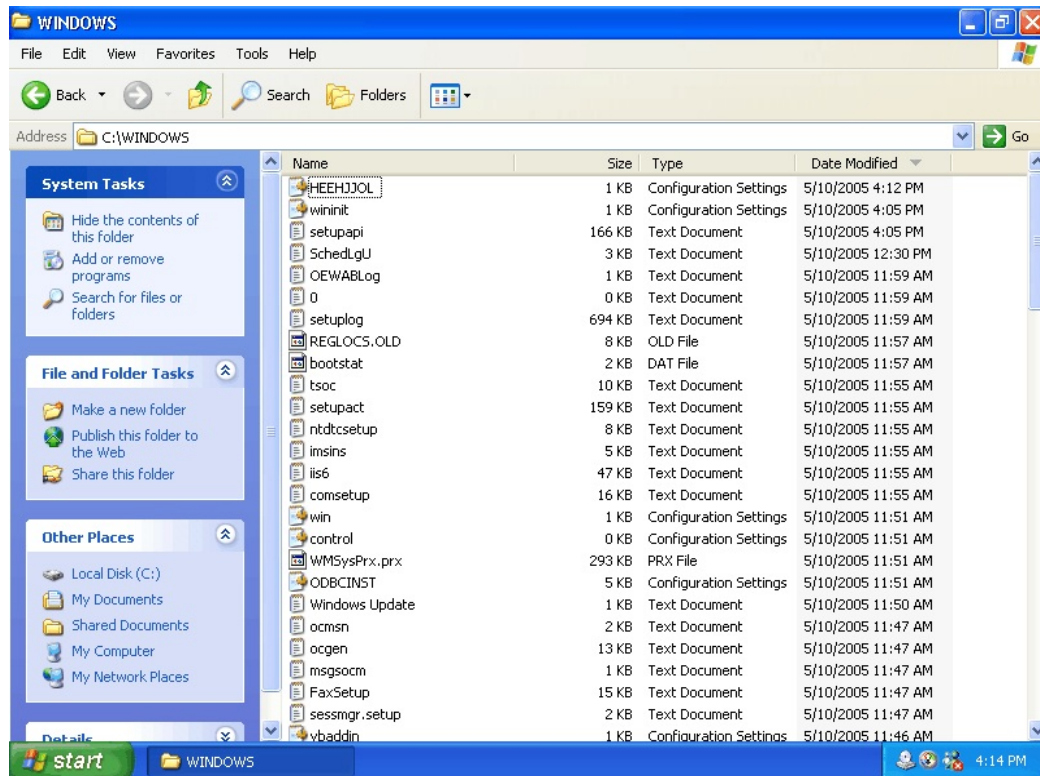 WINDOWS
File Edit View Favorites Tools Help
Back Search Folders
Address C:\WINDOWS Go
System Tasks
Hide the contents of
this folder
Add or remove
programs
Search for files or
folders
File and Folder Tasks
Make a new folder
Publish this folder to
the Web
Share this folder
Other Places
Local Disk (C:)
My Documents
Shared Documents
My Computer
My Network Places
Details
Name Size Type Date Modified
HEEHJJOL 1 KB Configuration Settings 5/10/2005 4:12 PM
wininit 1 KB Configuration Settings 5/10/2005 4:05 PM
setupapi 166 KB Text Document 5/10/2005 4:05 PM
SchedLgU 3 KB Text Document 5/10/2005 12:30 PM
OEWABLog 1 KB Text Document 5/10/2005 11:59 AM
0 0 KB Text Document 5/10/2005 11:59 AM
setuplog 694 KB Text Document 5/10/2005 11:59 AM
REGLOCS.OLD 8 KB OLD File 5/10/2005 11:57 AM
bootstat 2 KB DAT File 5/10/2005 11:57 AM
tsoc 10 KB Text Document 5/10/2005 11:55 AM
setupact 159 KB Text Document 5/10/2005 11:55 AM
ntdtcsetup 8 KB Text Document 5/10/2005 11:55 AM
imsins 5 KB Text Document 5/10/2005 11:55 AM
iis6 47 KB Text Document 5/10/2005 11:55 AM
comsetup 16 KB Text Document 5/10/2005 11:55 AM
win 1 KB Configuration Settings 5/10/2005 11:51 AM
control 0 KB Configuration Settings 5/10/2005 11:51 AM
WMSysPrx.prx 293 KB PRX File 5/10/2005 11:51 AM
ODBCINST 5 KB Configuration Settings 5/10/2005 11:51 AM
Windows Update 1 KB Text Document 5/10/2005 11:50 AM
ocmsn 2 KB Text Document 5/10/2005 11:47 AM
ocgen 13 KB Text Document 5/10/2005 11:47 AM
msgsocm 1 KB Text Document 5/10/2005 11:47 AM
FaxSetup 15 KB Text Document 5/10/2005 11:47 AM
sessmgr.setup 2 KB Text Document 5/10/2005 11:47 AM
vbaddin 1 KB Configuration Settings 5/10/2005 11:46 AM
start WINDOWS 4:14 PM